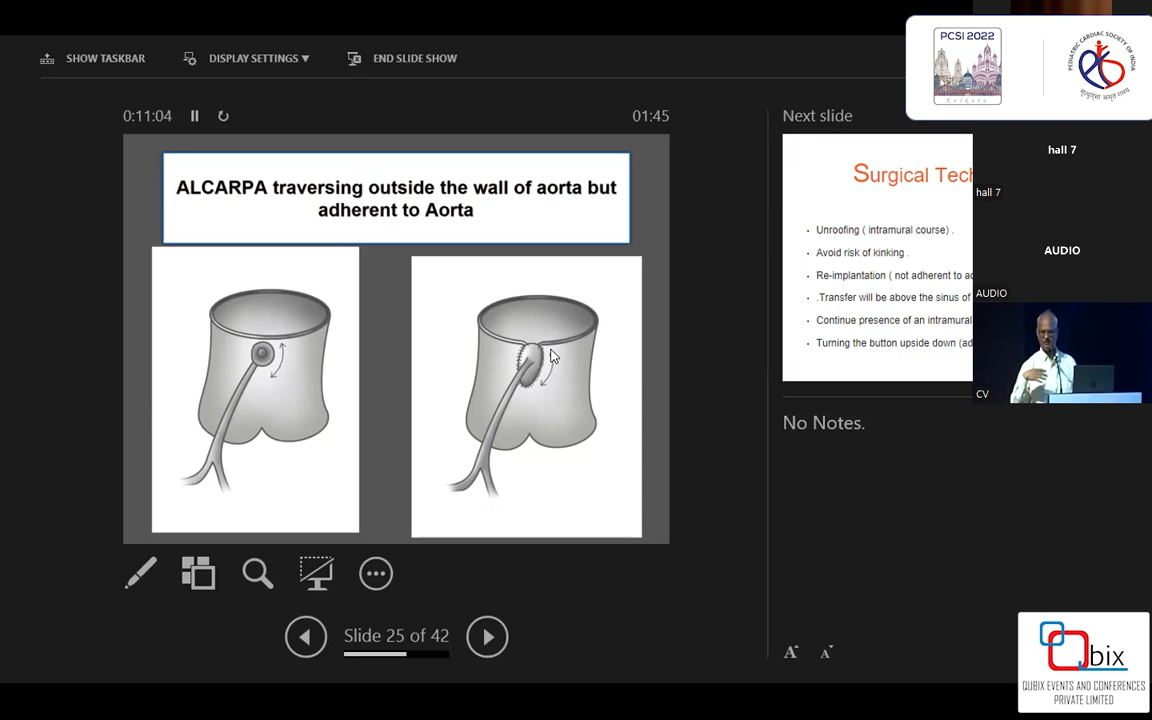 SHOW TASKBAR
DISPLAY SETTINGS ▼
END SLIDE SHOW
PCSI 2022
Kolkata
PEDIATRIC CARDIAC SOCIETY OF INDIA
0:11:04
01:45
Next slide
hall 7
hall 7
ALCARPA traversing outside the wall of aorta but
adherent to Aorta
Surgical Tech
• Unroofing ( intramural course) .
• Avoid risk of kinking .
• Re-implantation ( not adherent to ao
• .Transfer will be above the sinus of
• Continue presence of an intramural
• Turning the button upside down (ad
AUDIO
AUDIO
CV
No Notes.
Slide 25 of 42
A A
Qbix
QUBIX EVENTS AND CONFERENCES
PRIVATE LIMITED